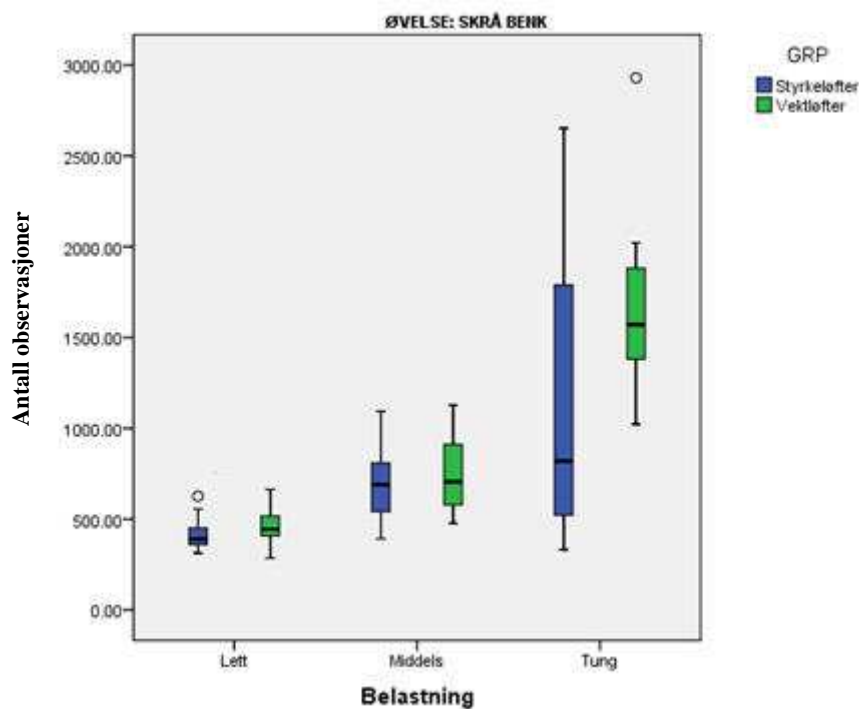 ØVELSE: SKRÅ BENK
GRP
Styrkeløfter
Vektløfter
3000.00
2500.00
2000.00
1500.00
1000.00
500.00
0.00
Antall observasjoner
Lett
Middels
Tung
Belastning